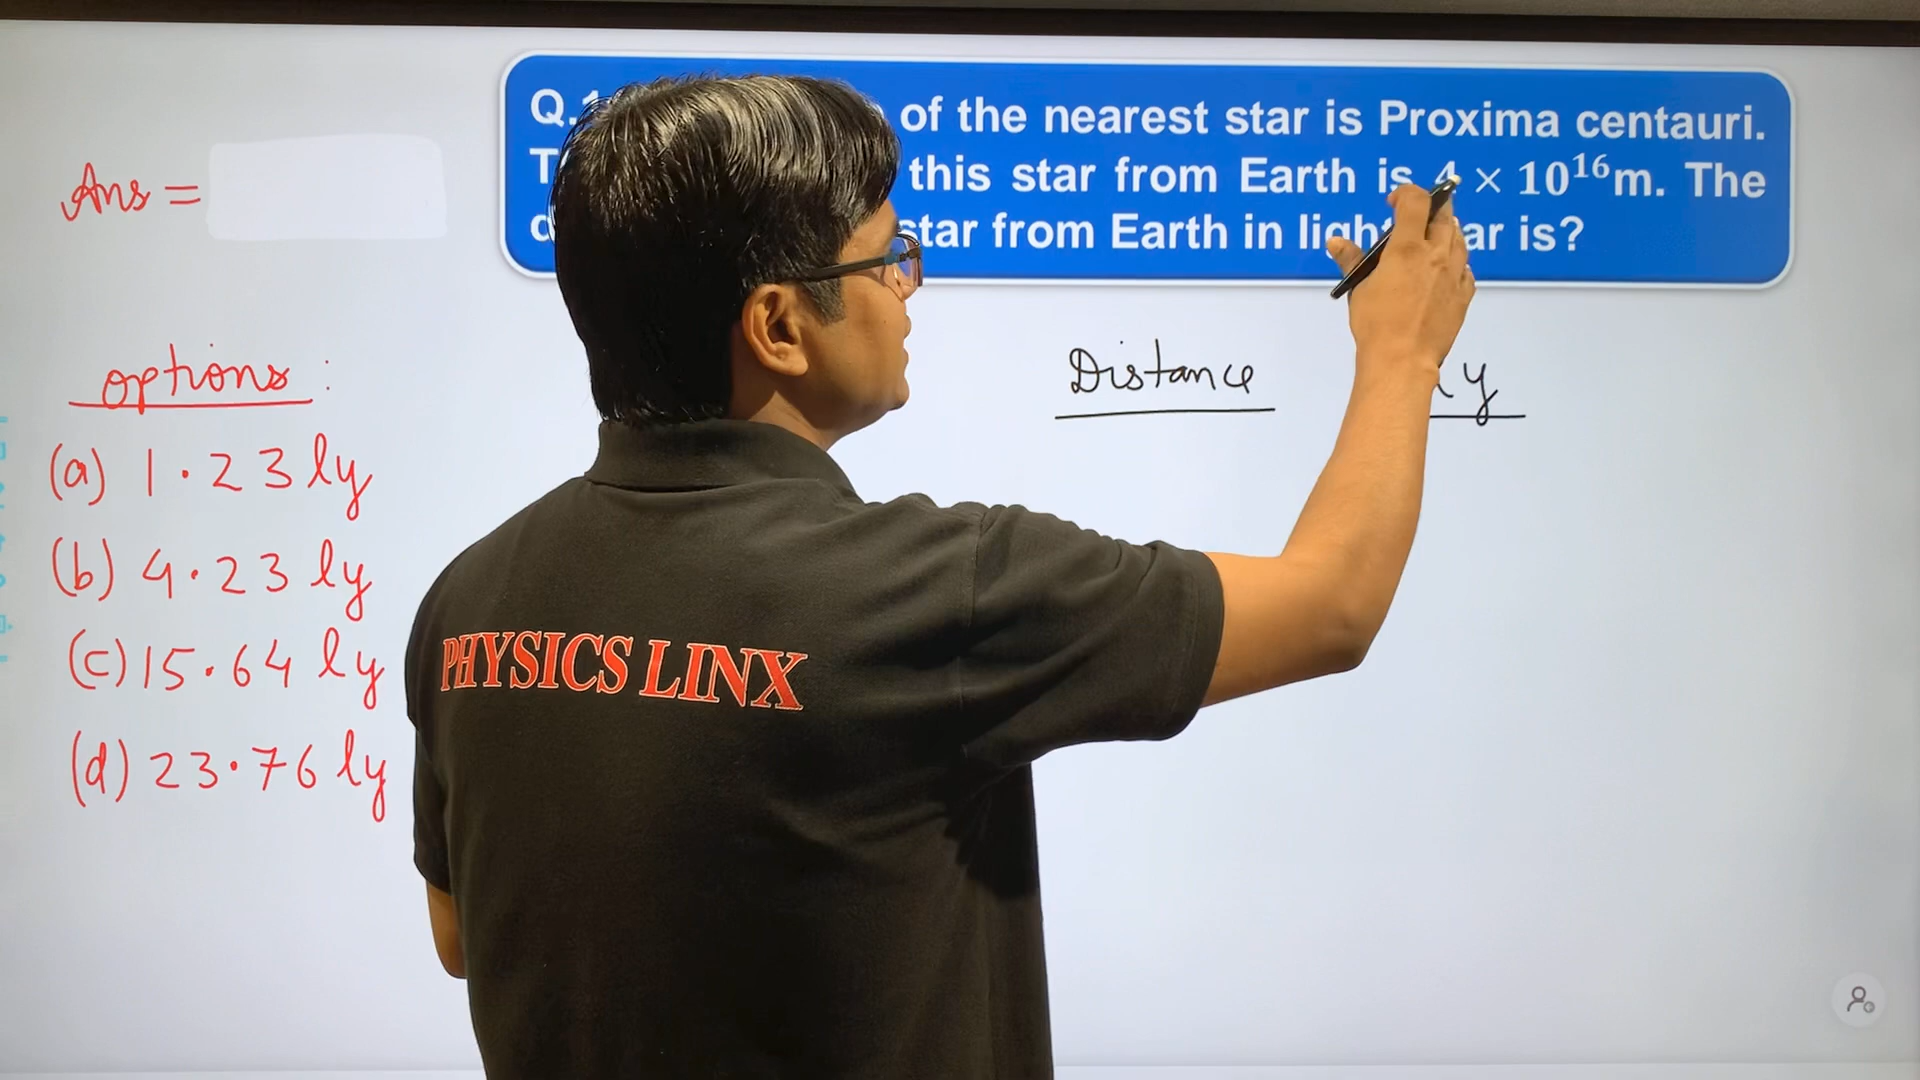 Q.1 of the nearest star is Proxima centauri.
T this star from Earth is 4 × 10¹⁶m. The
d star from Earth in light ar is?
Ans =
Distance ly
options :
(a) 1.23 ly
(b) 4.23 ly
(c) 15.64 ly
(d) 23.76 ly
PHYSICS LINX